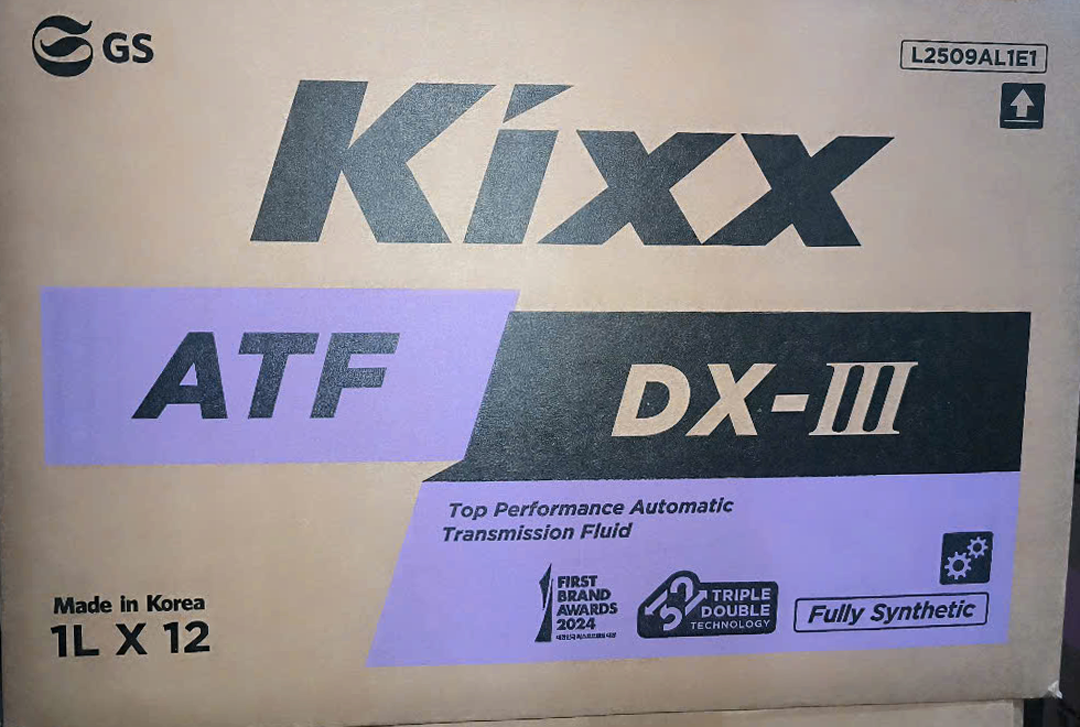 GS
L2509AL1E1
Kixx
ATF
DX-III
Top Performance Automatic
Transmission Fluid
FIRST
BRAND
AWARDS
2024
TRIPLE
DOUBLE
TECHNOLOGY
Fully Synthetic
Made in Korea
1L X 12